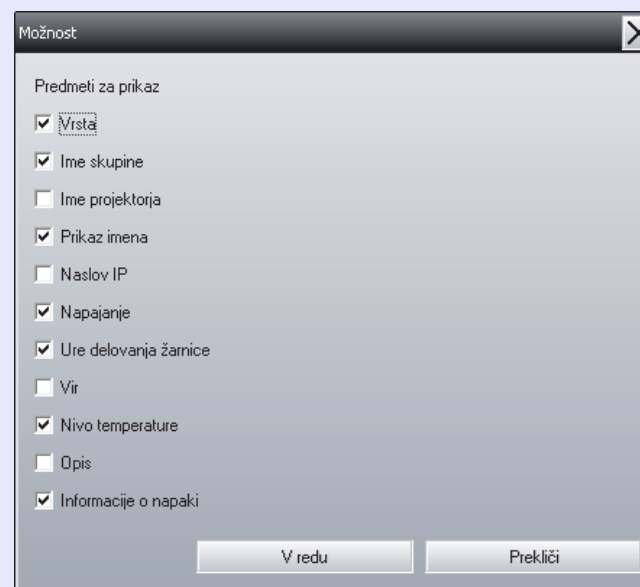 Možnost
Predmeti za prikaz
Vrsta
Ime skupine
Ime projektorja
Prikaz imena
Naslov IP
Napajanje
Ure delovanja žarnice
Vir
Nivo temperature
Opis
Informacije o napaki
V redu Prekliči